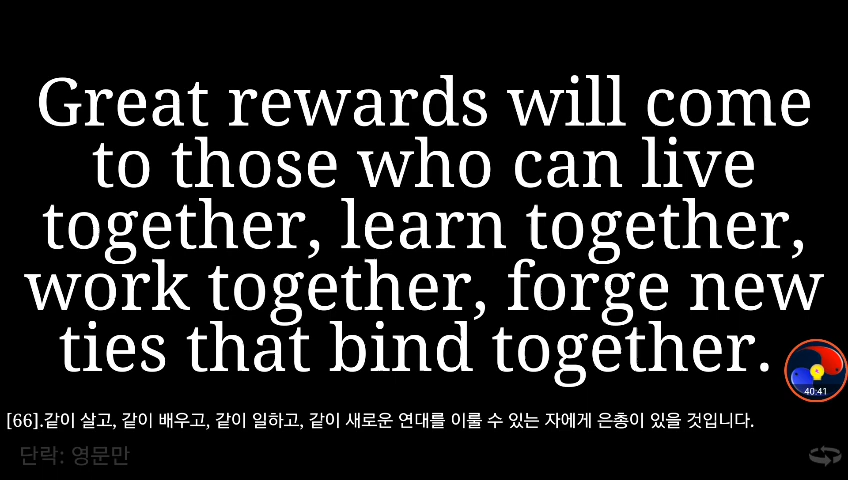 Great rewards will come
to those who can live
together, learn together,
work together, forge new
ties that bind together.
40:41
[66].같이 살고, 같이 배우고, 같이 일하고, 같이 새로운 연대를 이룰 수 있는 자에게 은총이 있을 것입니다.
단락: 영문만